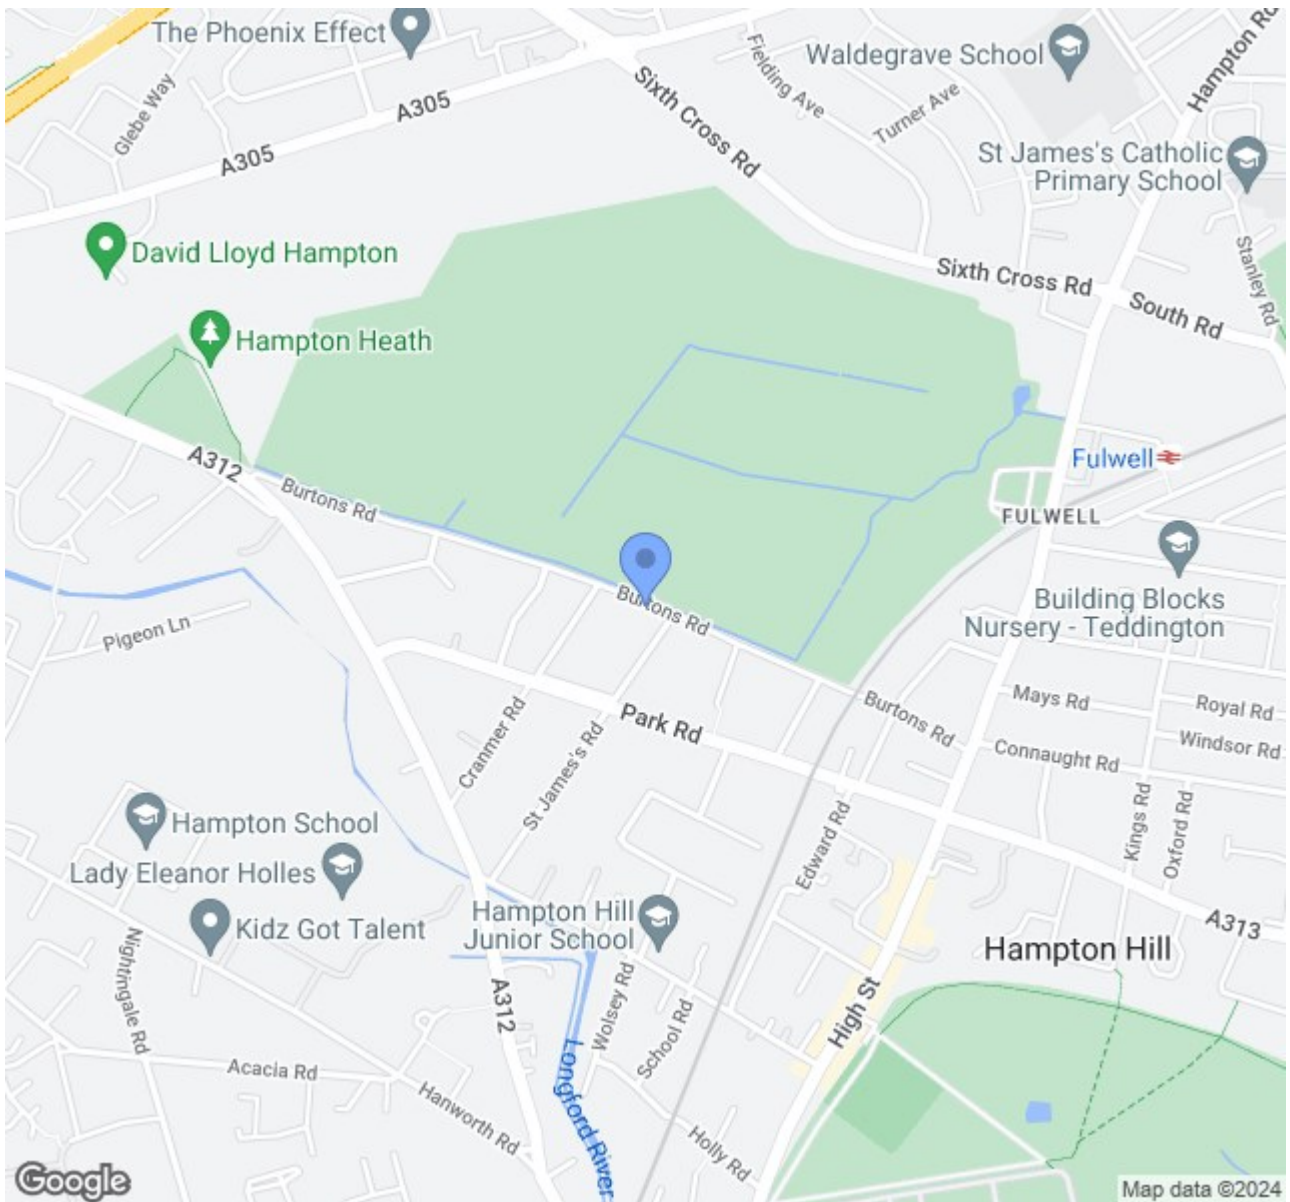 The Phoenix Effect
Waldegrave School
Hampton Rd
Fielding Ave
Turner Ave
Glebe Way
A305
A305
Sixth Cross Rd
St James's Catholic
Primary School
David Lloyd Hampton
Sixth Cross Rd
Stanley Rd
South Rd
Hampton Heath
A312
Fulwell
Burtons Rd
FULWELL
Burtons Rd
Building Blocks
Nursery - Teddington
Pigeon Ln
Mays Rd
Royal Rd
Burtons Rd
Park Rd
Windsor Rd
Connaught Rd
Cranmer Rd
St James's Rd
Hampton School
Kings Rd
Oxford Rd
Edward Rd
Lady Eleanor Holles
Hampton Hill
Junior School
Kidz Got Talent
A313
Hampton Hill
Nightingale Rd
A312
Wolsey Rd
School Rd
High St
Acacia Rd
Hanworth Rd
Longford River
Holly Rd
Google
Map data ©2024